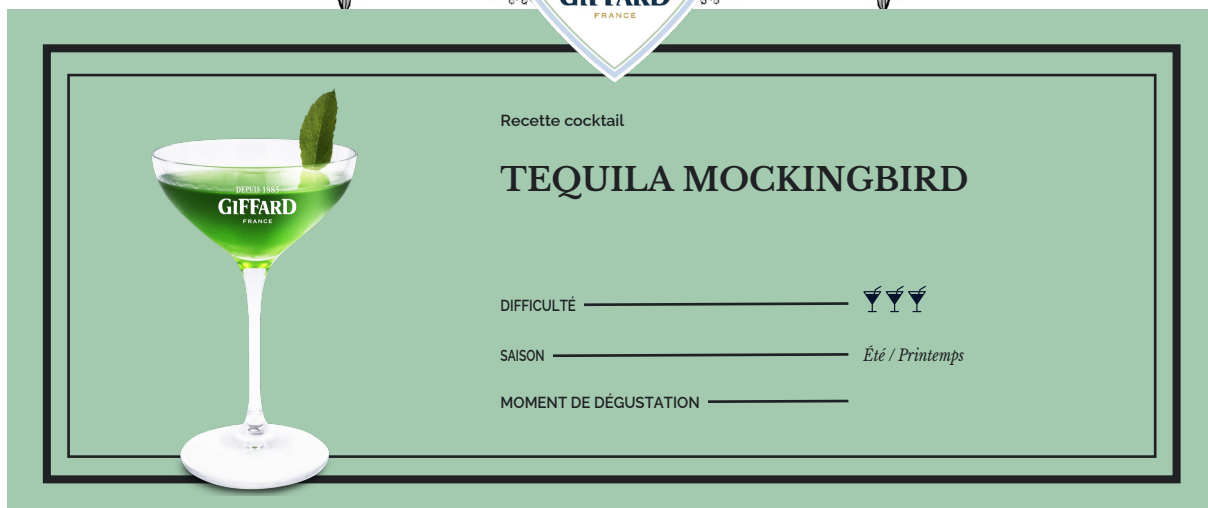 GIFFARD
FRANCE
Recette cocktail
TEQUILA MOCKINGBIRD
DEPUIS 1885
GIFFARD
FRANCE
DIFFICULTÉ
SAISON
Été / Printemps
MOMENT DE DÉGUSTATION